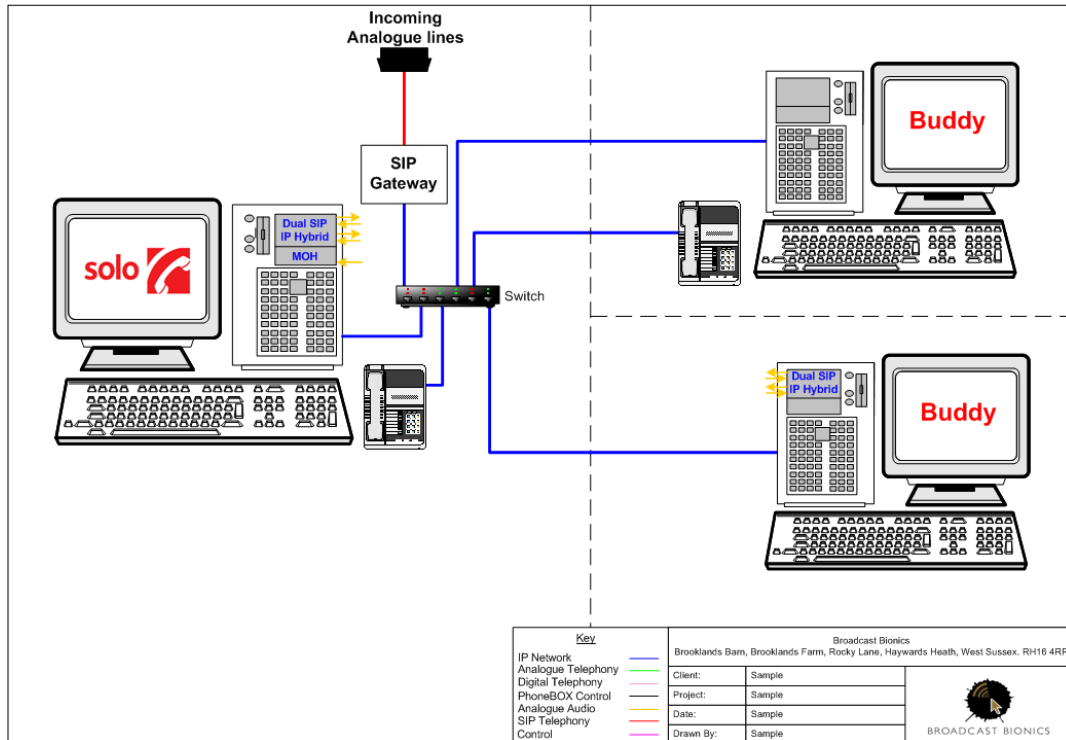 Incoming
Analogue lines
SIP
Gateway
Buddy
Dual SIP
IP Hybrid
MOH
solo
Switch
Dual SIP
IP Hybrid
Buddy
Key
IP Network
Analogue Telephony
Digital Telephony
PhoneBOX Control
Analogue Audio
SIP Telephony
Control
Broadcast Bionics
Brooklands Barn, Brooklands Farm, Rocky Lane, Haywards Heath, West Sussex. RH16 4RR
Client: Sample
Project: Sample
Date: Sample
Drawn By: Sample
BROADCAST BIONICS